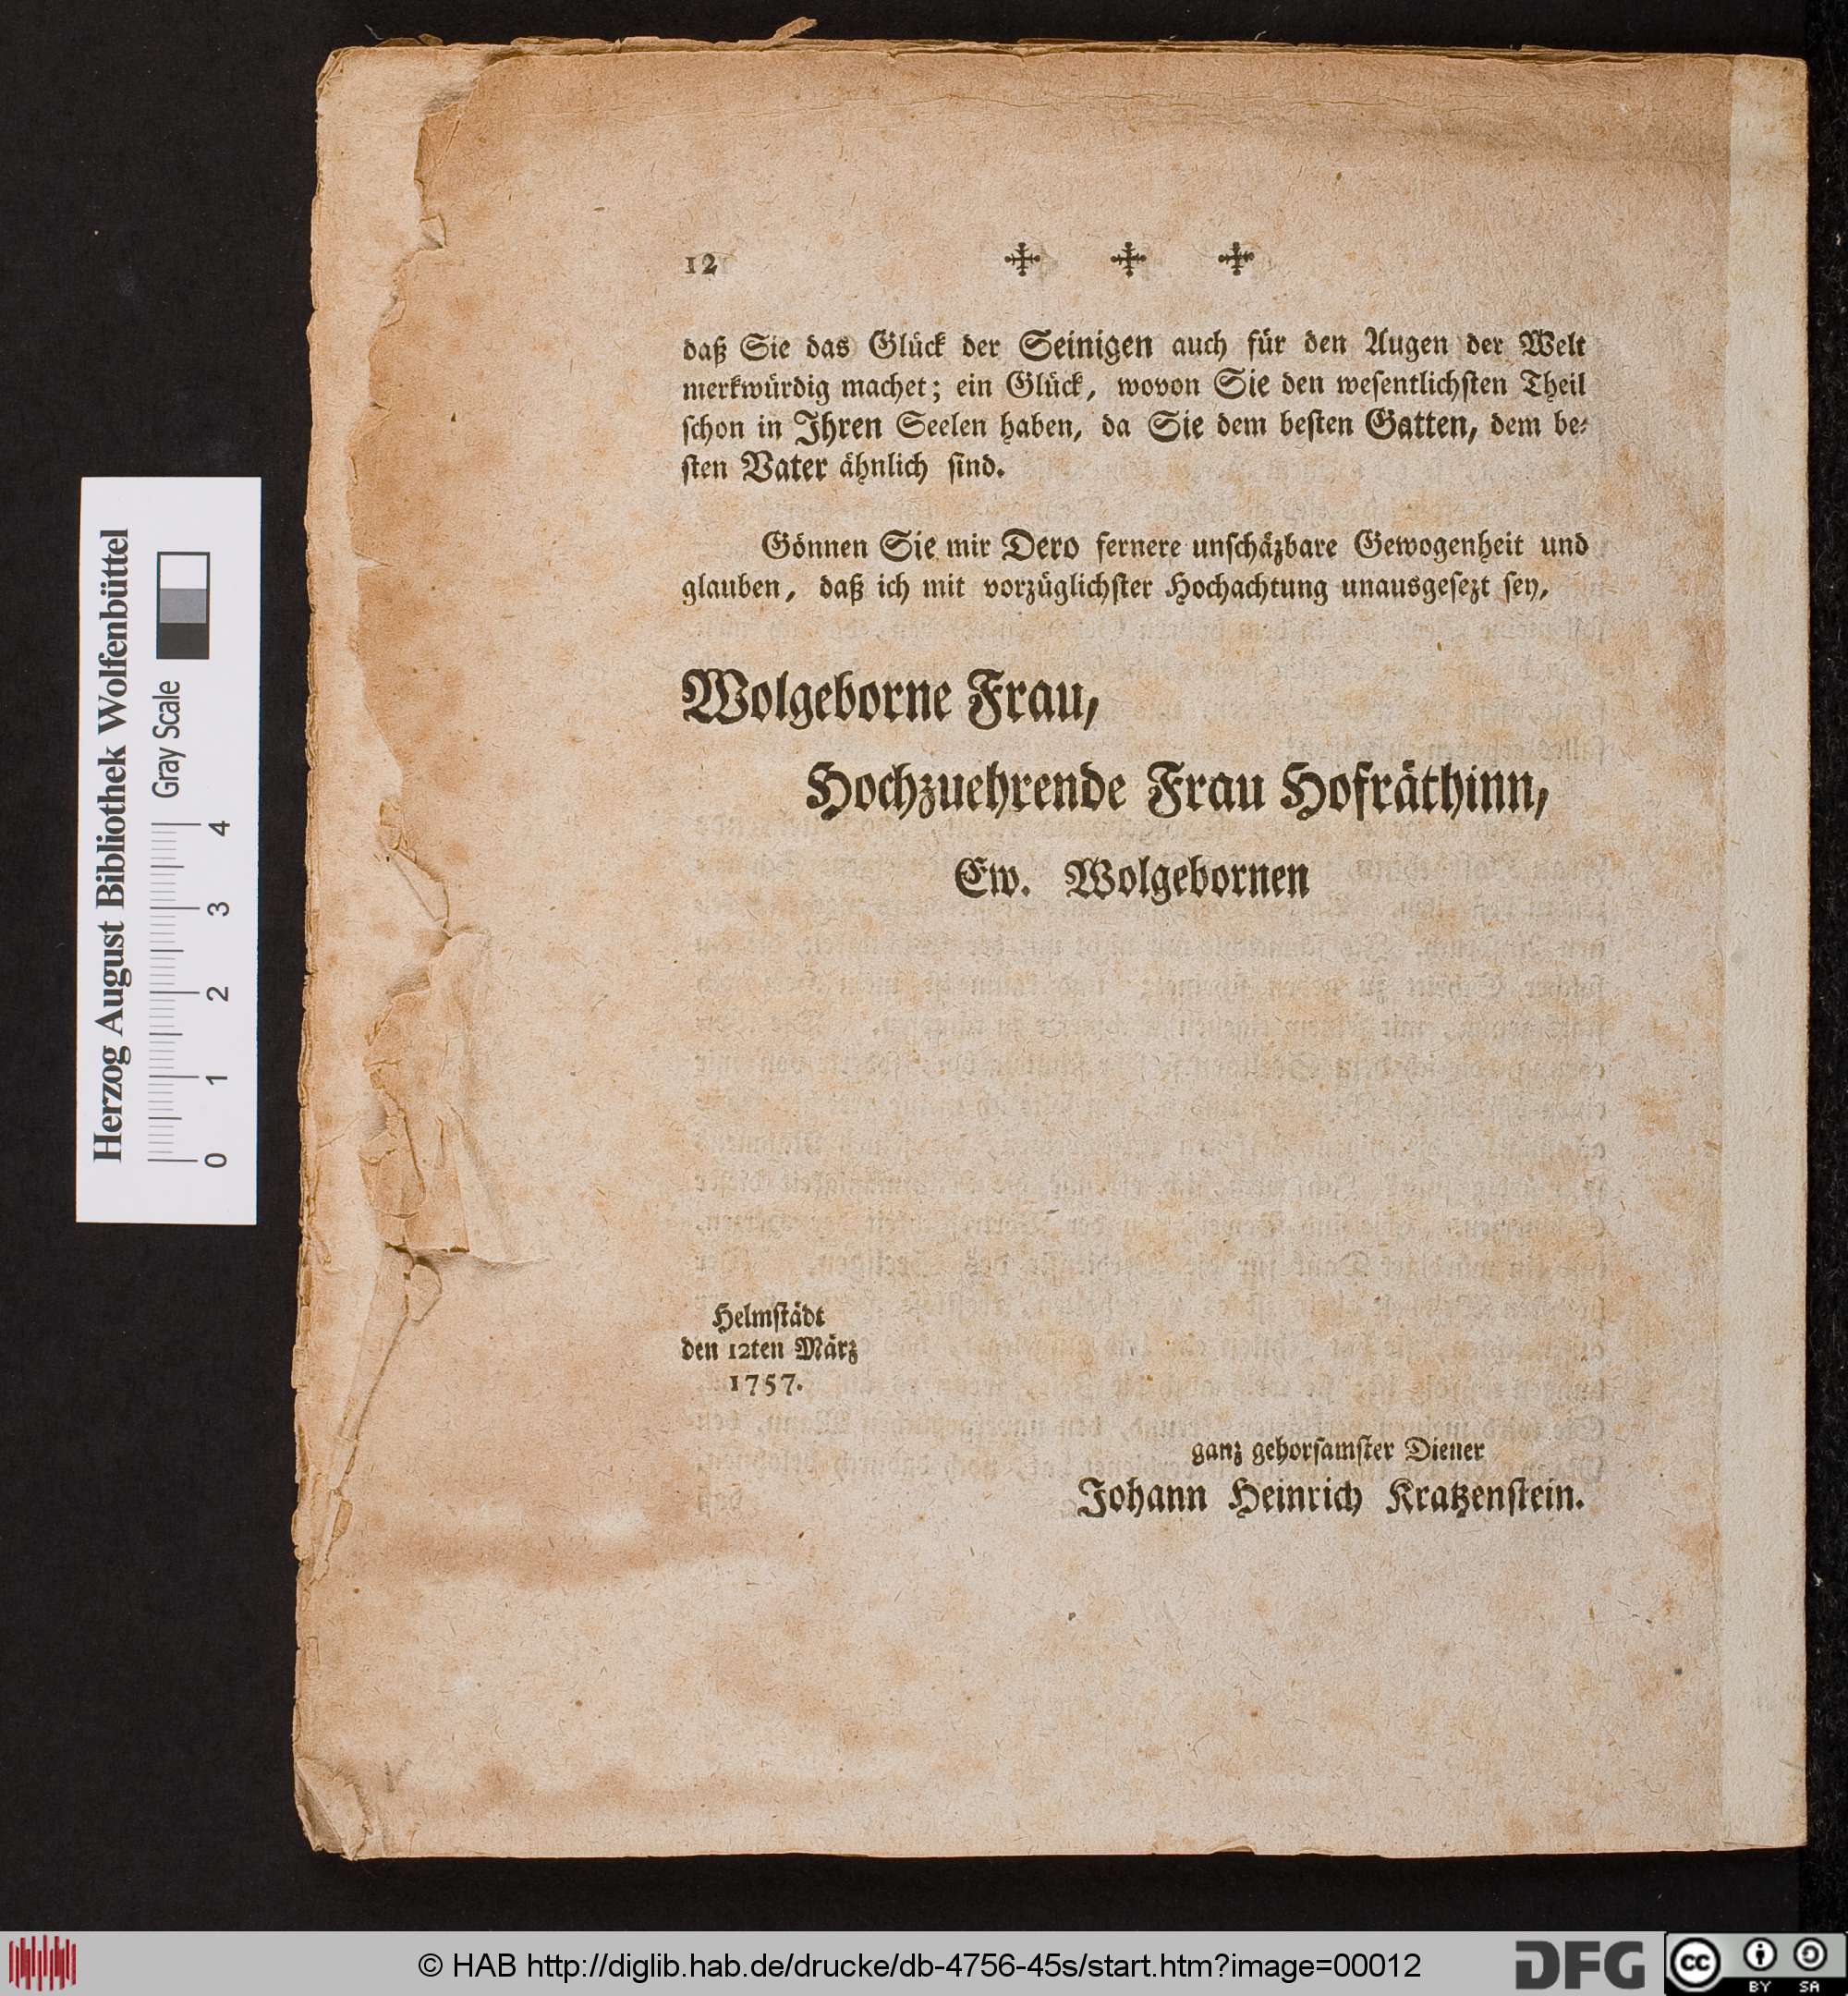 12
daß Sie das Glück der Seinigen auch für den Augen der Welt
merkwürdig machet; ein Glück, wovon Sie den wesentlichsten Theil
schon in Ihren Seelen haben, da Sie dem besten Gatten, dem be-
sten Vater ähnlich sind.
Gönnen Sie mir Dero fernere unschäzbare Gewogenheit und
glauben, daß ich mit vorzüglichster Hochachtung unausgesezt sey,
Wolgeborne Frau,
Hochzuehrende Frau Hofräthinn,
Ew. Wolgebornen
Helmstädt
den 12ten März
1757.
ganz gehorsamster Diener
Johann Heinrich Kratzenstein.
Herzog August Bibliothek Wolfenbüttel
Gray Scale
0 1 2 3 4
© HAB http://diglib.hab.de/drucke/db-4756-45s/start.htm?image=00012
DFG
cc BY SA